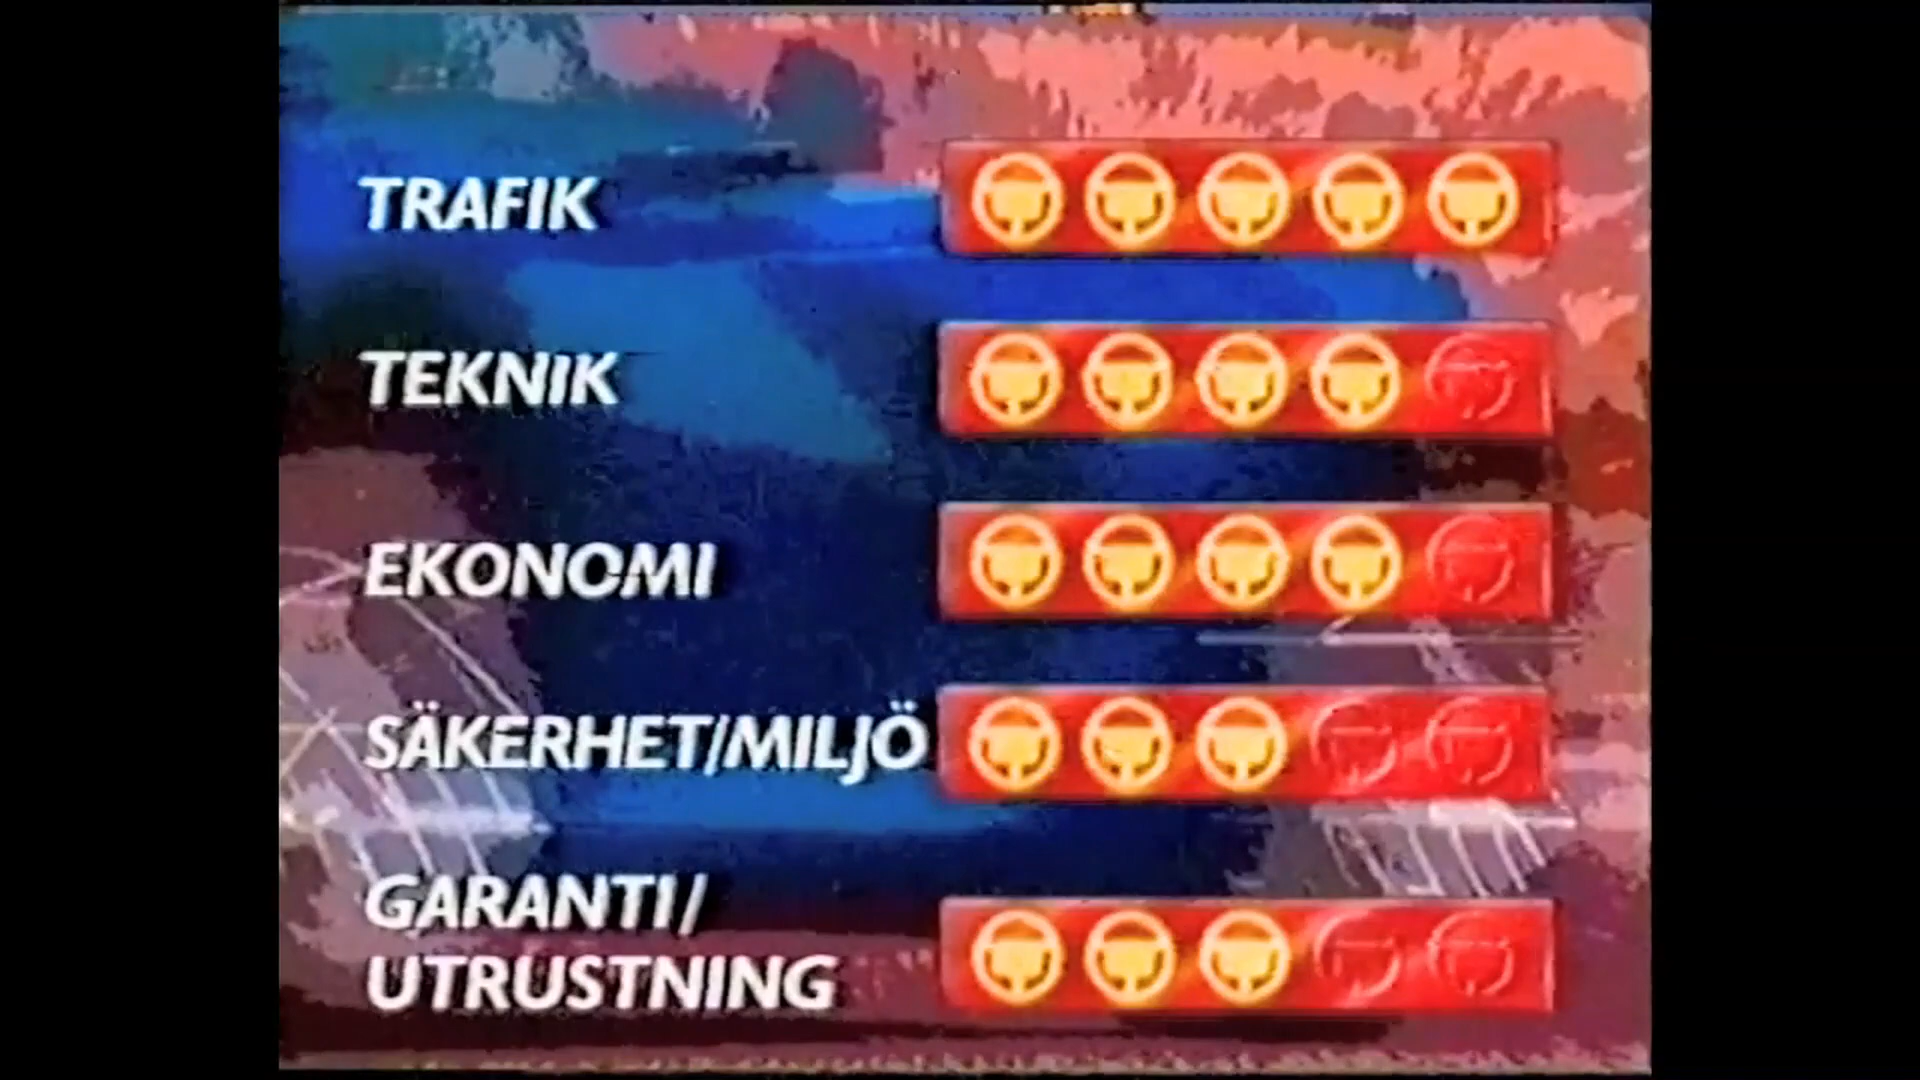 TRAFIK
TEKNIK
EKONOMI
SÄKERHET/MILJÖ
GARANTI/
UTRUSTNING